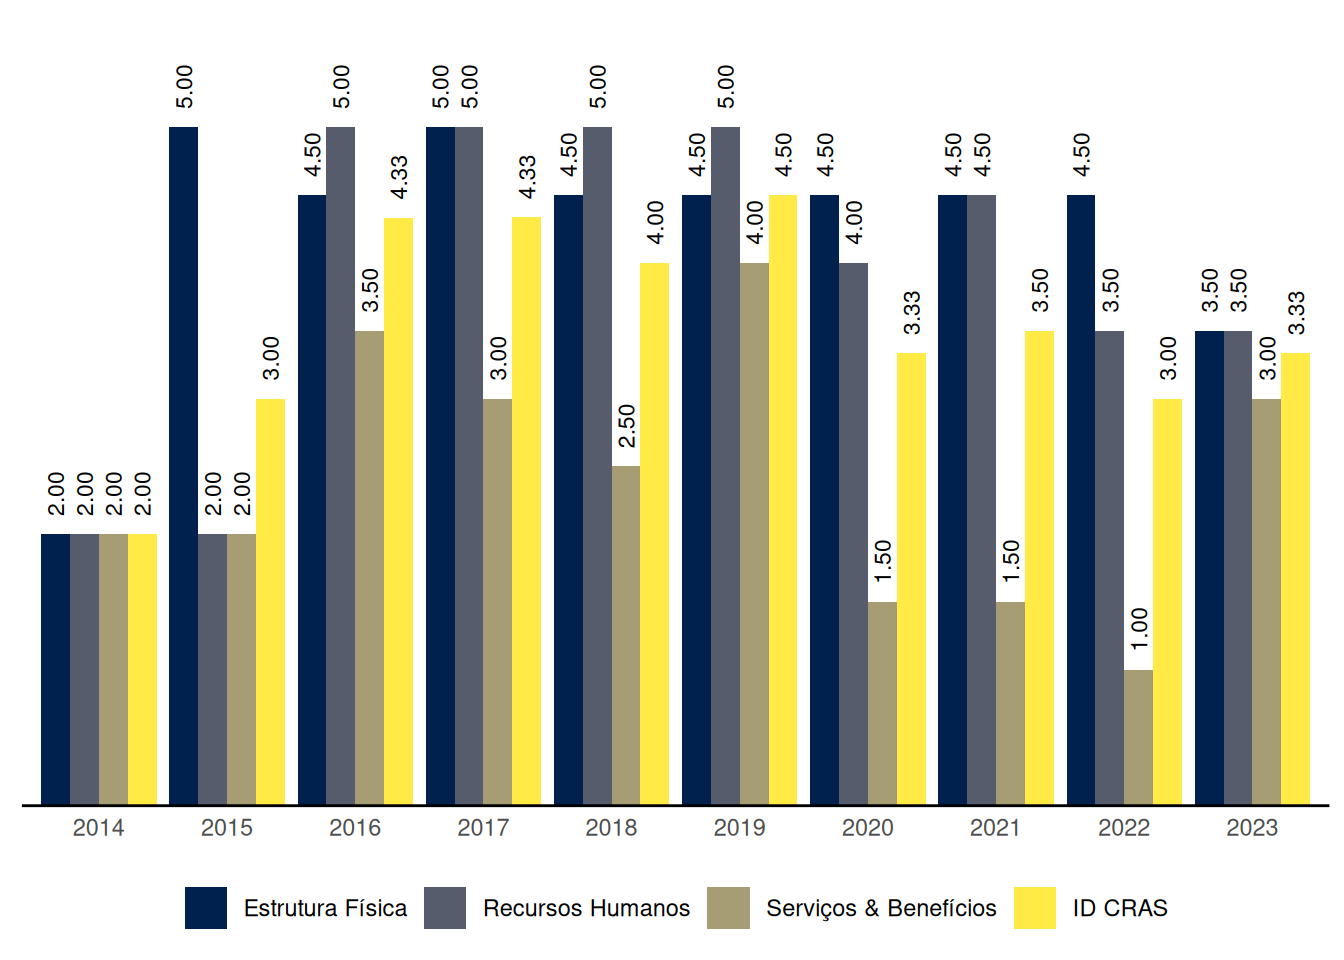 5.00 5.00 5.00 5.00 5.00 5.00
4.50 4.50 4.50 4.50 4.50 4.50 4.50 4.50
4.33 4.33
4.00 4.00 4.00
3.50 3.50 3.50 3.50 3.50
3.33 3.33
3.00 3.00 3.00 3.00
2.50
2.00 2.00 2.00 2.00 2.00 2.00
1.50 1.50
1.00
2014 2015 2016 2017 2018 2019 2020 2021 2022 2023
Estrutura Física Recursos Humanos Serviços & Benefícios ID CRAS